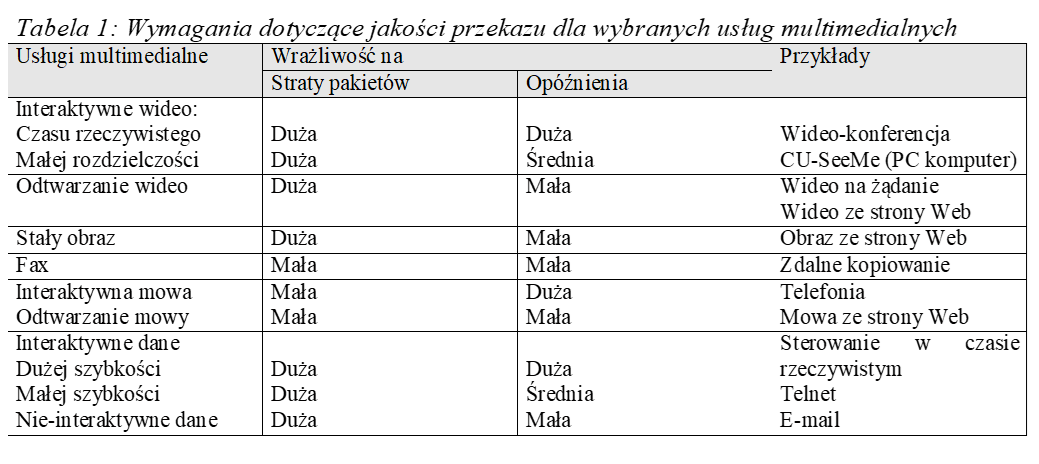 Tabela 1: Wymagania dotyczące jakości przekazu dla wybranych usług multimedialnych
Usługi multimedialne Wrażliwość na Przykłady
Straty pakietów Opóźnienia
Interaktywne wideo:
Czasu rzeczywistego Duża Duża Wideo-konferencja
Małej rozdzielczości Duża Średnia CU-SeeMe (PC komputer)
Odtwarzanie wideo Duża Mała Wideo na żądanie
Wideo ze strony Web
Stały obraz Duża Mała Obraz ze strony Web
Fax Mała Mała Zdalne kopiowanie
Interaktywna mowa Mała Duża Telefonia
Odtwarzanie mowy Mała Mała Mowa ze strony Web
Interaktywne dane Sterowanie w czasie
Dużej szybkości Duża Duża rzeczywistym
Małej szybkości Duża Średnia Telnet
Nie-interaktywne dane Duża Mała E-mail